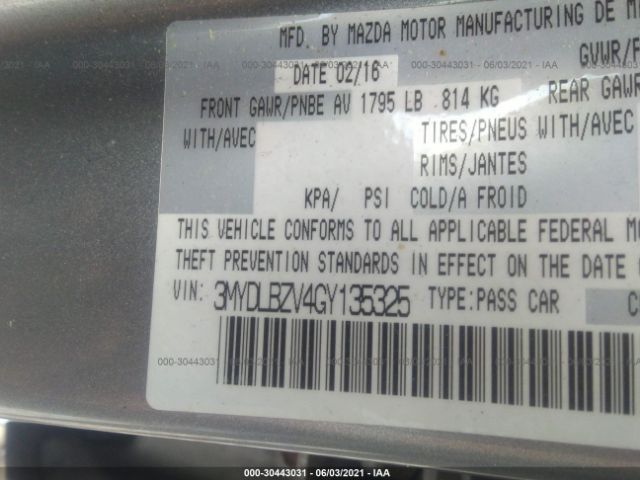 MFD. BY MAZDA MOTOR MANUFACTURING DE
DATE 02/16
FRONT GAWR/PNBE AV 1795 LB 814 KG REAR GAWR
WITH/AVEC TIRES/PNEUS WITH/AVEC
RIMS/JANTES
KPA/ PSI COLD/A FROID
THIS VEHICLE CONFORMS TO ALL APPLICABLE FEDERAL
THEFT PREVENTION STANDARDS IN EFFECT ON THE DATE
VIN: 3MYDLBZV4GY135325 TYPE:PASS CAR
000-30443031 - 06/03/2021 - IAA